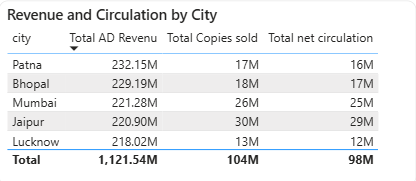 Revenue and Circulation by City
city Total AD Revenu Total Copies sold Total net circulation
Patna 232.15M 17M 16M
Bhopal 229.19M 18M 17M
Mumbai 221.28M 26M 25M
Jaipur 220.90M 30M 29M
Lucknow 218.02M 13M 12M
Total 1,121.54M 104M 98M